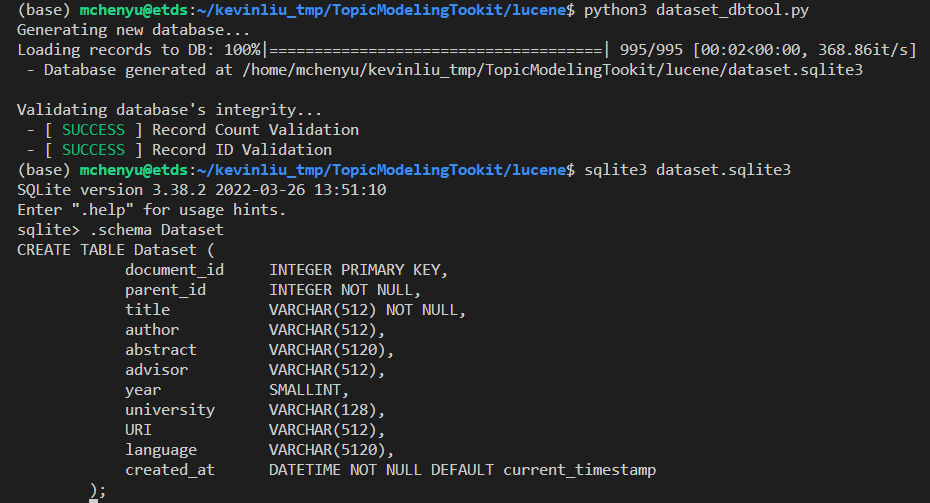 (base) mchenyu@etds:~/kevinliu_tmp/TopicModelingTookit/lucene$ python3 dataset_dbtool.py
Generating new database...
Loading records to DB: 100%|=====================================| 995/995 [00:02<00:00, 368.86it/s]
 - Database generated at /home/mchenyu/kevinliu_tmp/TopicModelingTookit/lucene/dataset.sqlite3

Validating database's integrity...
 - [ SUCCESS ] Record Count Validation
 - [ SUCCESS ] Record ID Validation
(base) mchenyu@etds:~/kevinliu_tmp/TopicModelingTookit/lucene$ sqlite3 dataset.sqlite3
SQLite version 3.38.2 2022-03-26 13:51:10
Enter ".help" for usage hints.
sqlite> .schema Dataset
CREATE TABLE Dataset (
            document_id     INTEGER PRIMARY KEY,
            parent_id       INTEGER NOT NULL,
            title           VARCHAR(512) NOT NULL,
            author          VARCHAR(512),
            abstract        VARCHAR(5120),
            advisor         VARCHAR(512),
            year            SMALLINT,
            university      VARCHAR(128),
            URI             VARCHAR(512),
            language        VARCHAR(5120),
            created_at      DATETIME NOT NULL DEFAULT current_timestamp
        );